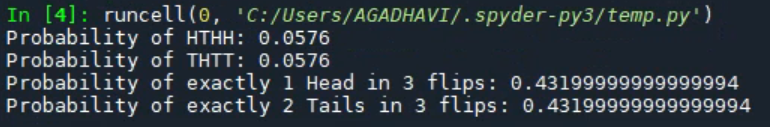 In [4]: runcell(0, 'C:/Users/AGADHAVI/.spyder-py3/temp.py')
Probability of HTHH: 0.0576
Probability of THTT: 0.0576
Probability of exactly 1 Head in 3 flips: 0.43199999999999994
Probability of exactly 2 Tails in 3 flips: 0.43199999999999994